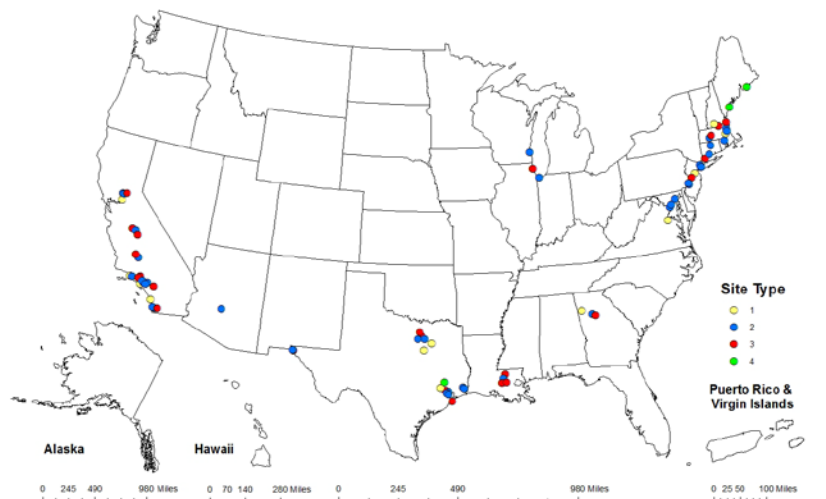 Site Type
1
2
3
4
Puerto Rico &
Virgin Islands
Alaska
Hawaii
0 245 490 980 Miles
0 70 140 280 Miles
0 245 490 980 Miles
0 25 50 100 Miles